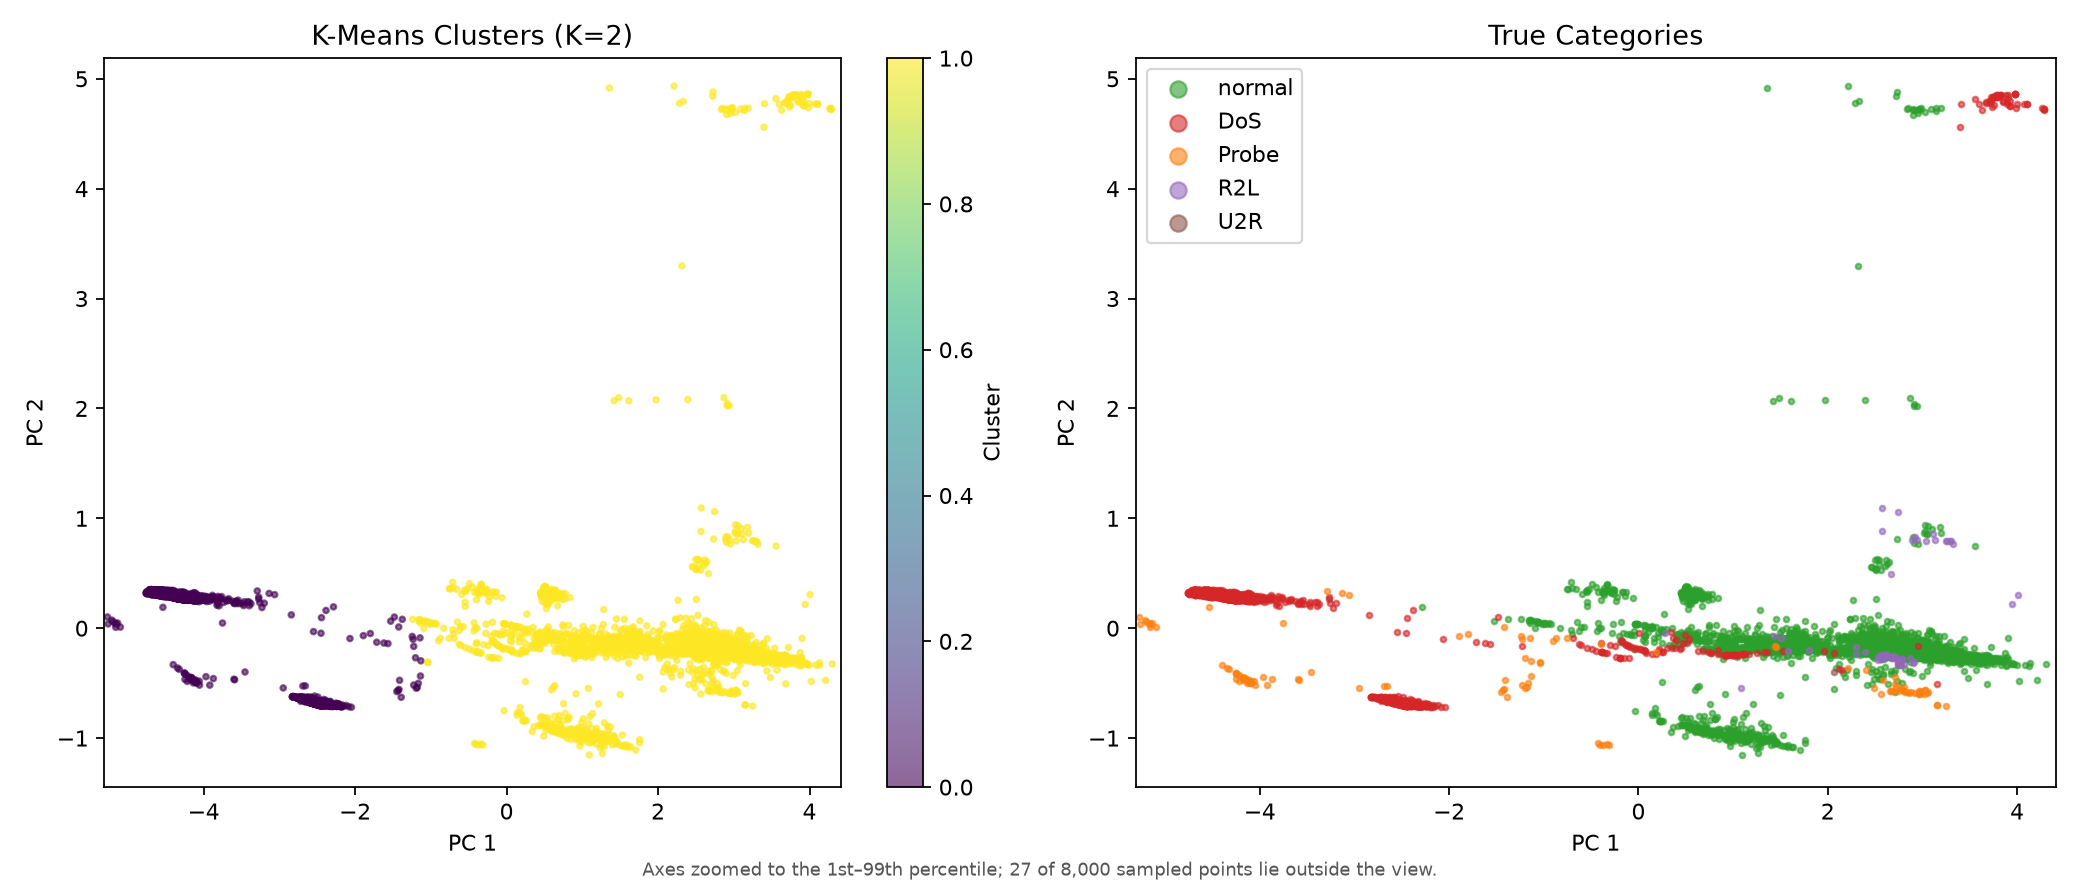 K-Means Clusters (K=2)
5
4
3
2
1
0
−1
PC 2
−4
−2
0
2
4
PC 1
1.0
0.8
0.6
0.4
0.2
0.0
Cluster
True Categories
normal
DoS
Probe
R2L
U2R
5
4
3
2
1
0
−1
PC 2
−4
−2
0
2
4
PC 1
Axes zoomed to the 1st–99th percentile; 27 of 8,000 sampled points lie outside the view.